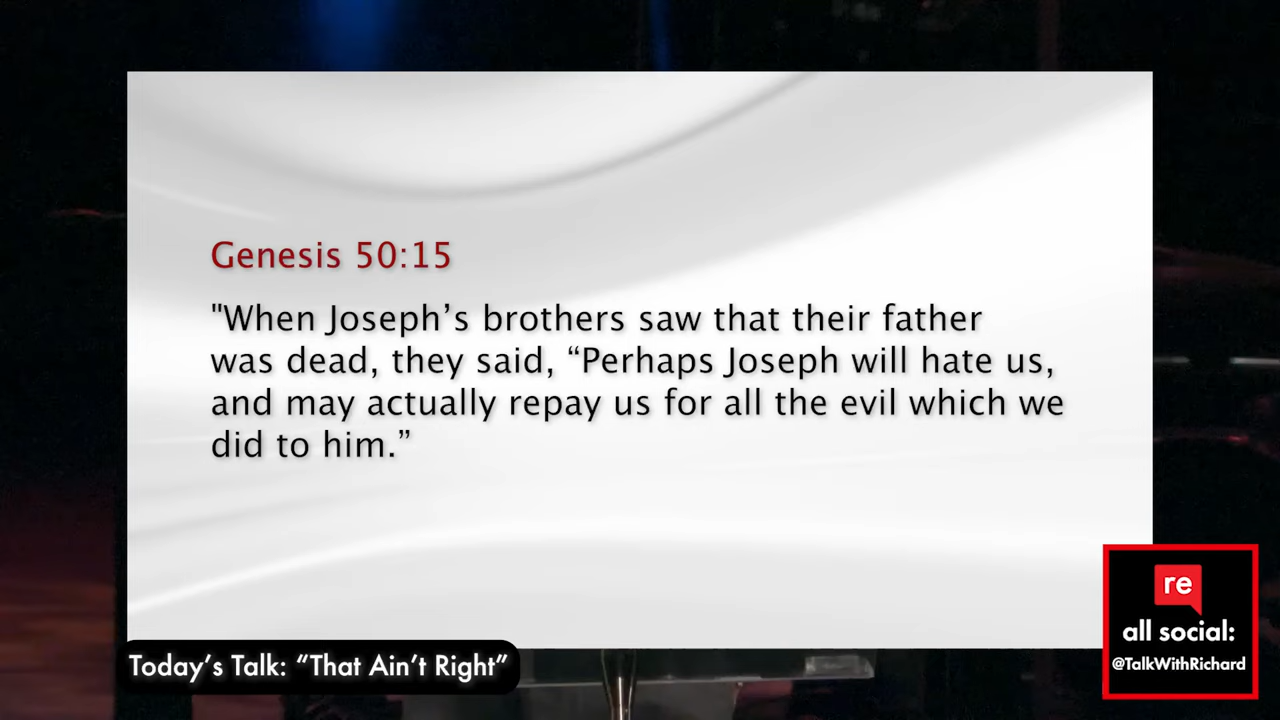 Genesis 50:15
"When Joseph’s brothers saw that their father
was dead, they said, “Perhaps Joseph will hate us,
and may actually repay us for all the evil which we
did to him.”
Today’s Talk: “That Ain’t Right”
re
all social:
@TalkWithRichard